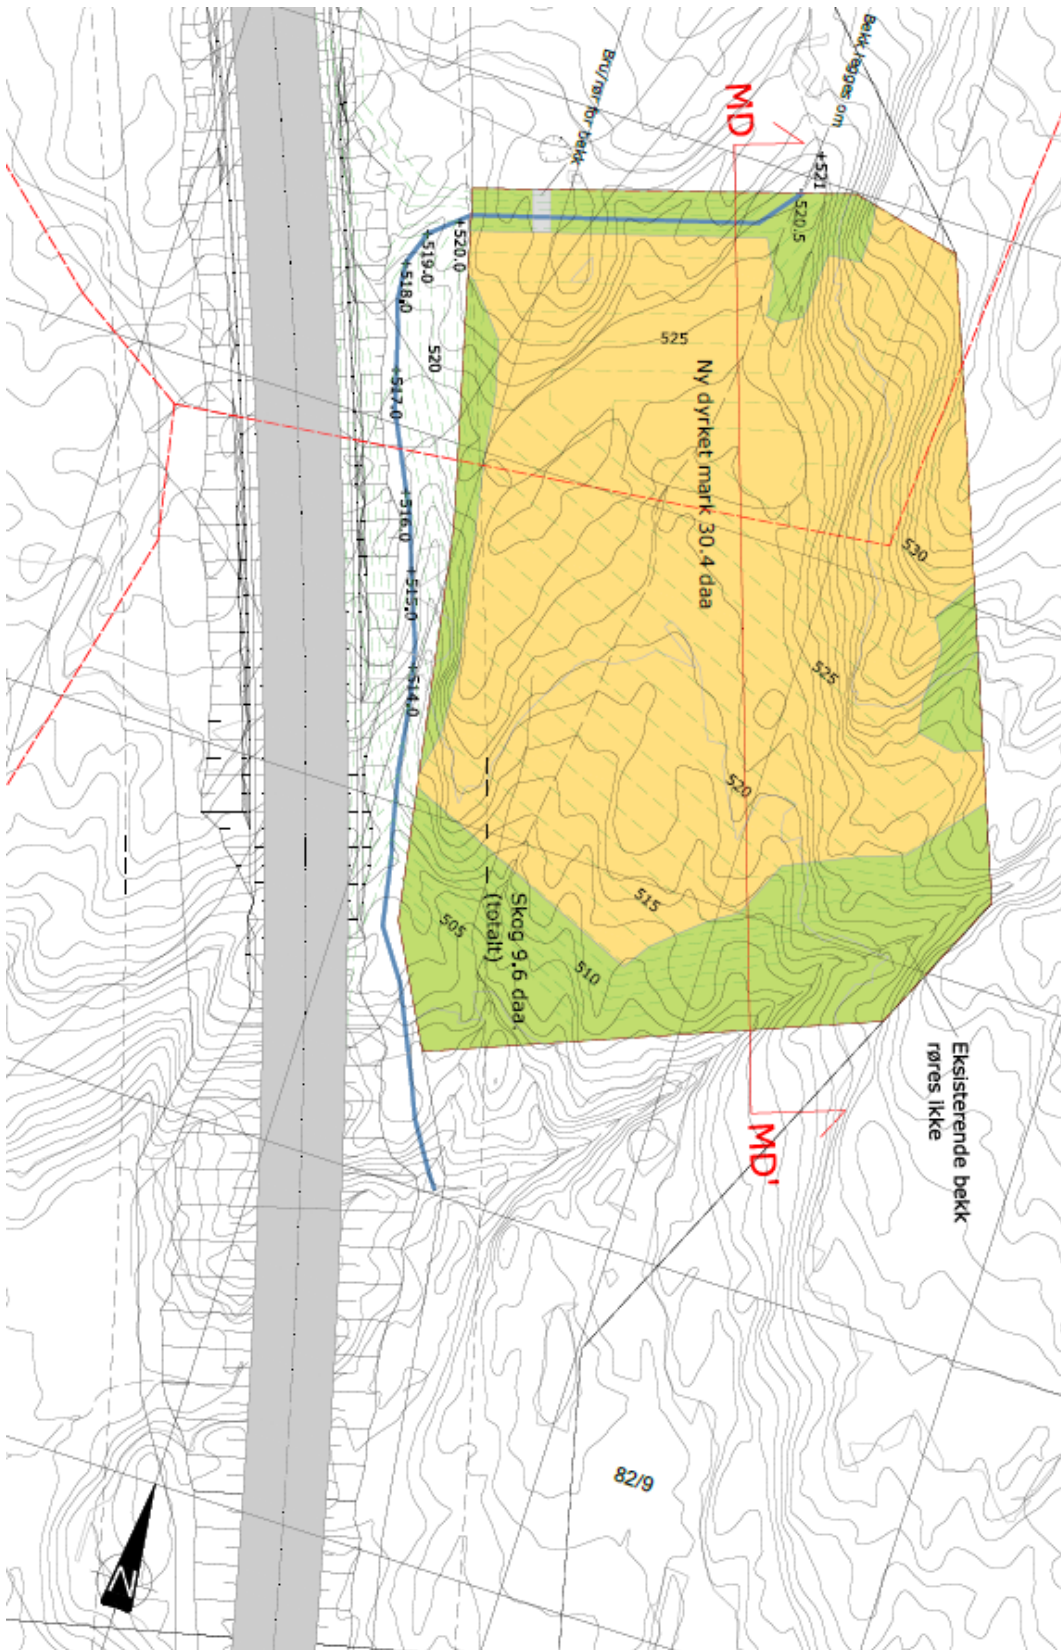 Bekk legges om
Bru/rør for bekk
MD
+521
520.5
+520.0
+519.0
+518.0
520
+517.0
+516.0
+515.0
+514.0
525
Ny dyrket mark 30.4 daa
530
525
520
515
510
505
Skog 9.6 daa.
(totalt)
Eksisterende bekk
røres ikke
MD'
82/9
N